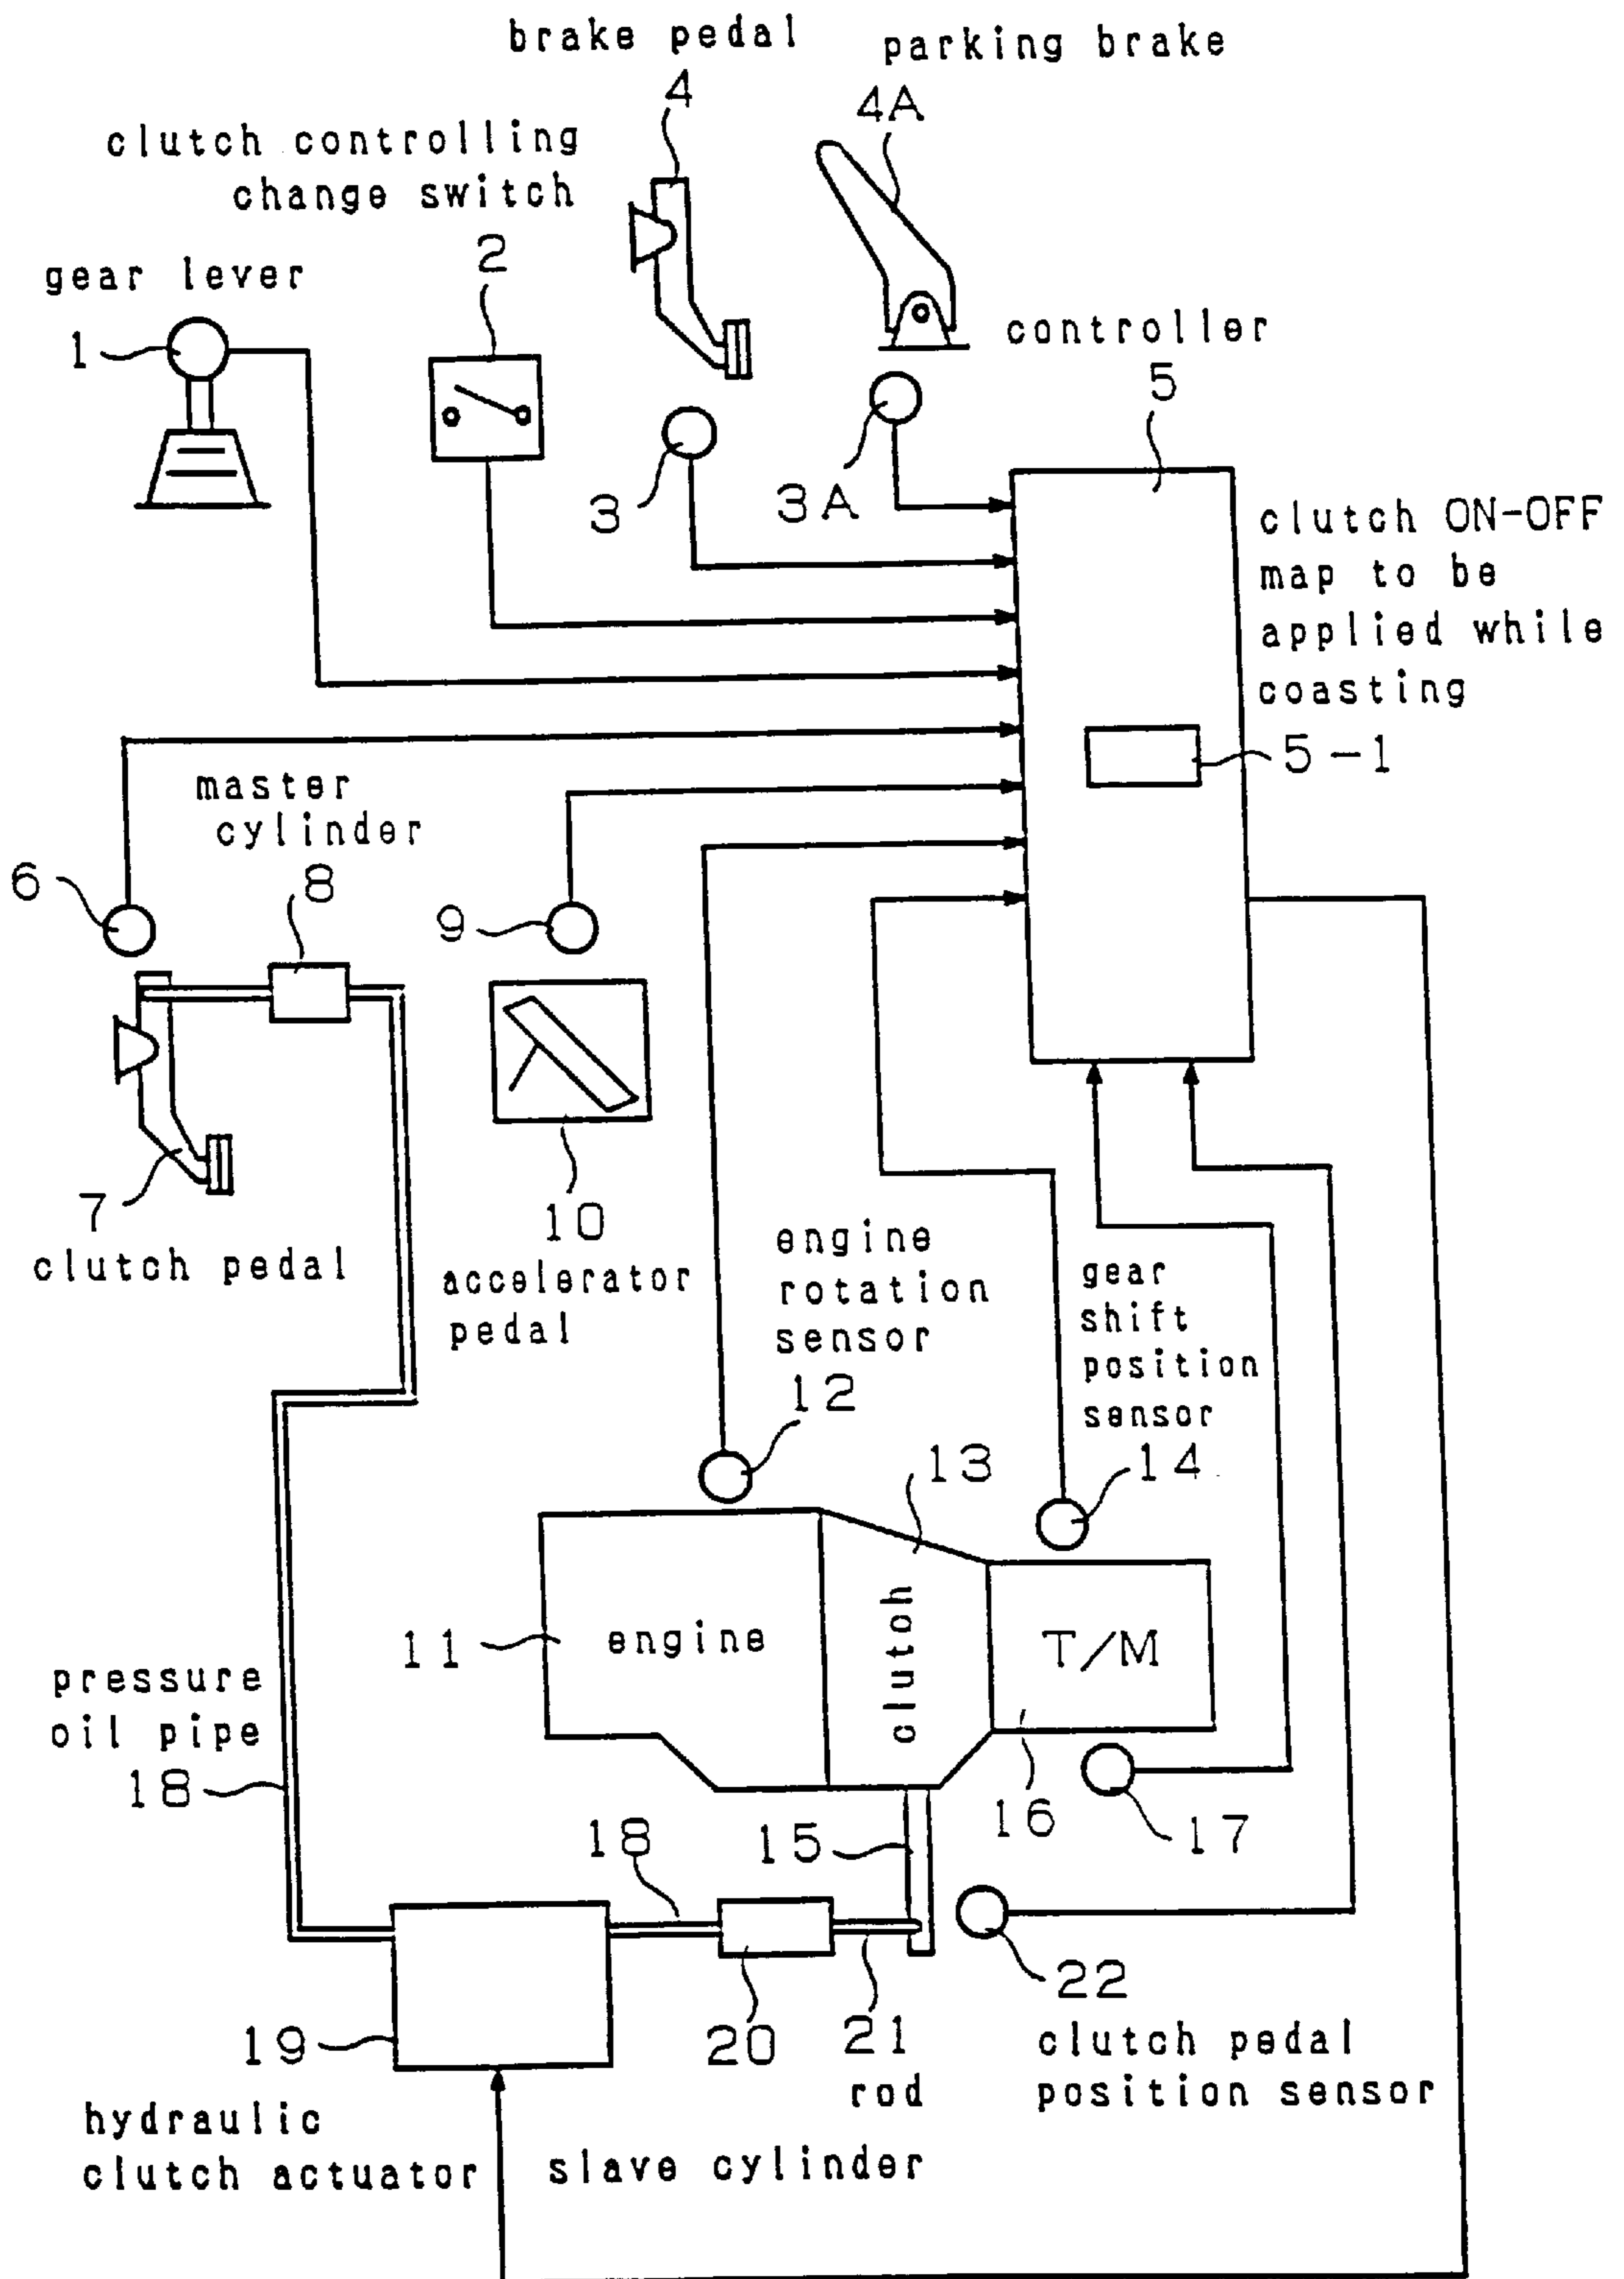 brake pedal
4
parking brake
4A
clutch controlling
change switch
2
gear lever
1
controller
5
3
3A
clutch ON-OFF
map to be
applied while
coasting
5-1
master
cylinder
8
6
9
7
clutch pedal
10
accelerator
pedal
engine
rotation
sensor
12
gear
shift
position
sensor
14
13
11
engine
clutch
T/M
pressure
oil pipe
18
16
17
18
15
22
19
20
21
rod
clutch pedal
position sensor
hydraulic
clutch actuator
slave cylinder